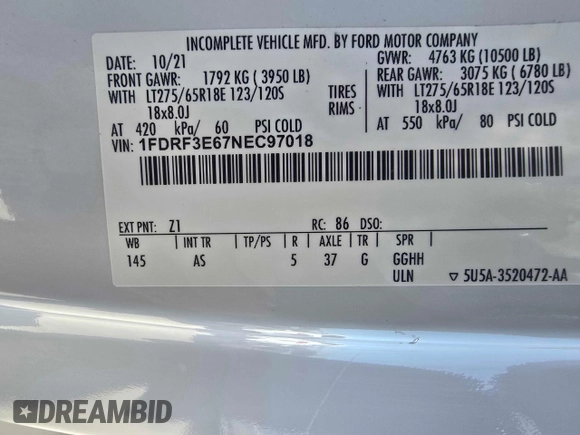 INCOMPLETE VEHICLE MFD. BY FORD MOTOR COMPANY
DATE: 10/21 GVWR: 4763 KG (10500 LB)
FRONT GAWR: 1792 KG ( 3950 LB) REAR GAWR: 3075 KG ( 6780 LB)
WITH LT275/65R18E 123/120S TIRES WITH LT275/65R18E 123/120S
18x8.0J RIMS 18x8.0J
AT 420 kPa/ 60 PSI COLD AT 550 kPa/ 80 PSI COLD
VIN: 1FDRF3E67NEC97018
EXT PNT: Z1 RC: 86 DSO:
WB INT TR TP/PS R AXLE TR SPR
145 AS 5 37 G GGHH
ULN ▽ 5U5A-3520472-AA
DREAMBID